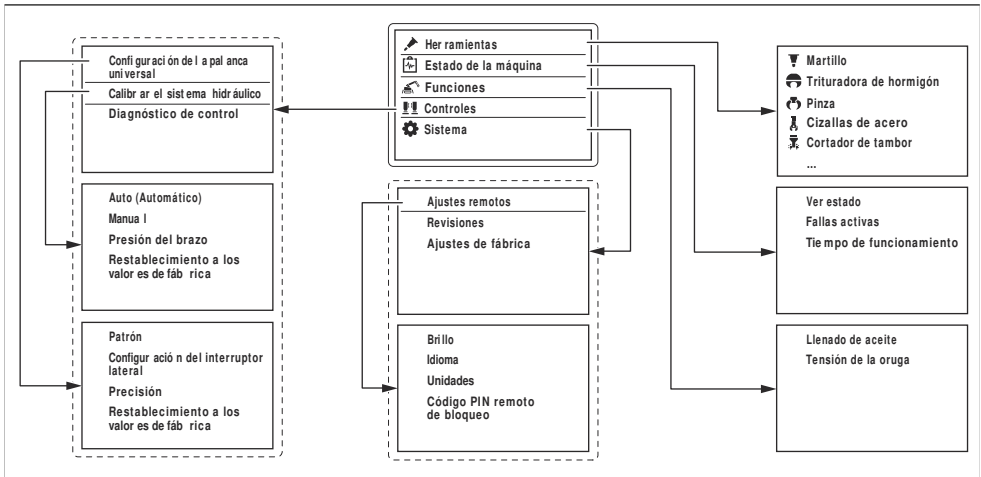 Configuración de la palanca
universal
Calibrar el sistema hidráulico
Diagnóstico de control
Auto (Automático)
Manual
Presión del brazo
Restablecimiento a los
valores de fábrica
Patrón
Configuración del interruptor
lateral
Precisión
Restablecimiento a los
valores de fábrica
Herramientas
Estado de la máquina
Funciones
Controles
Sistema
Ajustes remotos
Revisiones
Ajustes de fábrica
Brillo
Idioma
Unidades
Código PIN remoto
de bloqueo
Martillo
Trituradora de hormigón
Pinza
Cizallas de acero
Cortador de tambor
...
Ver estado
Fallas activas
Tiempo de funcionamiento
Llenado de aceite
Tensión de la oruga